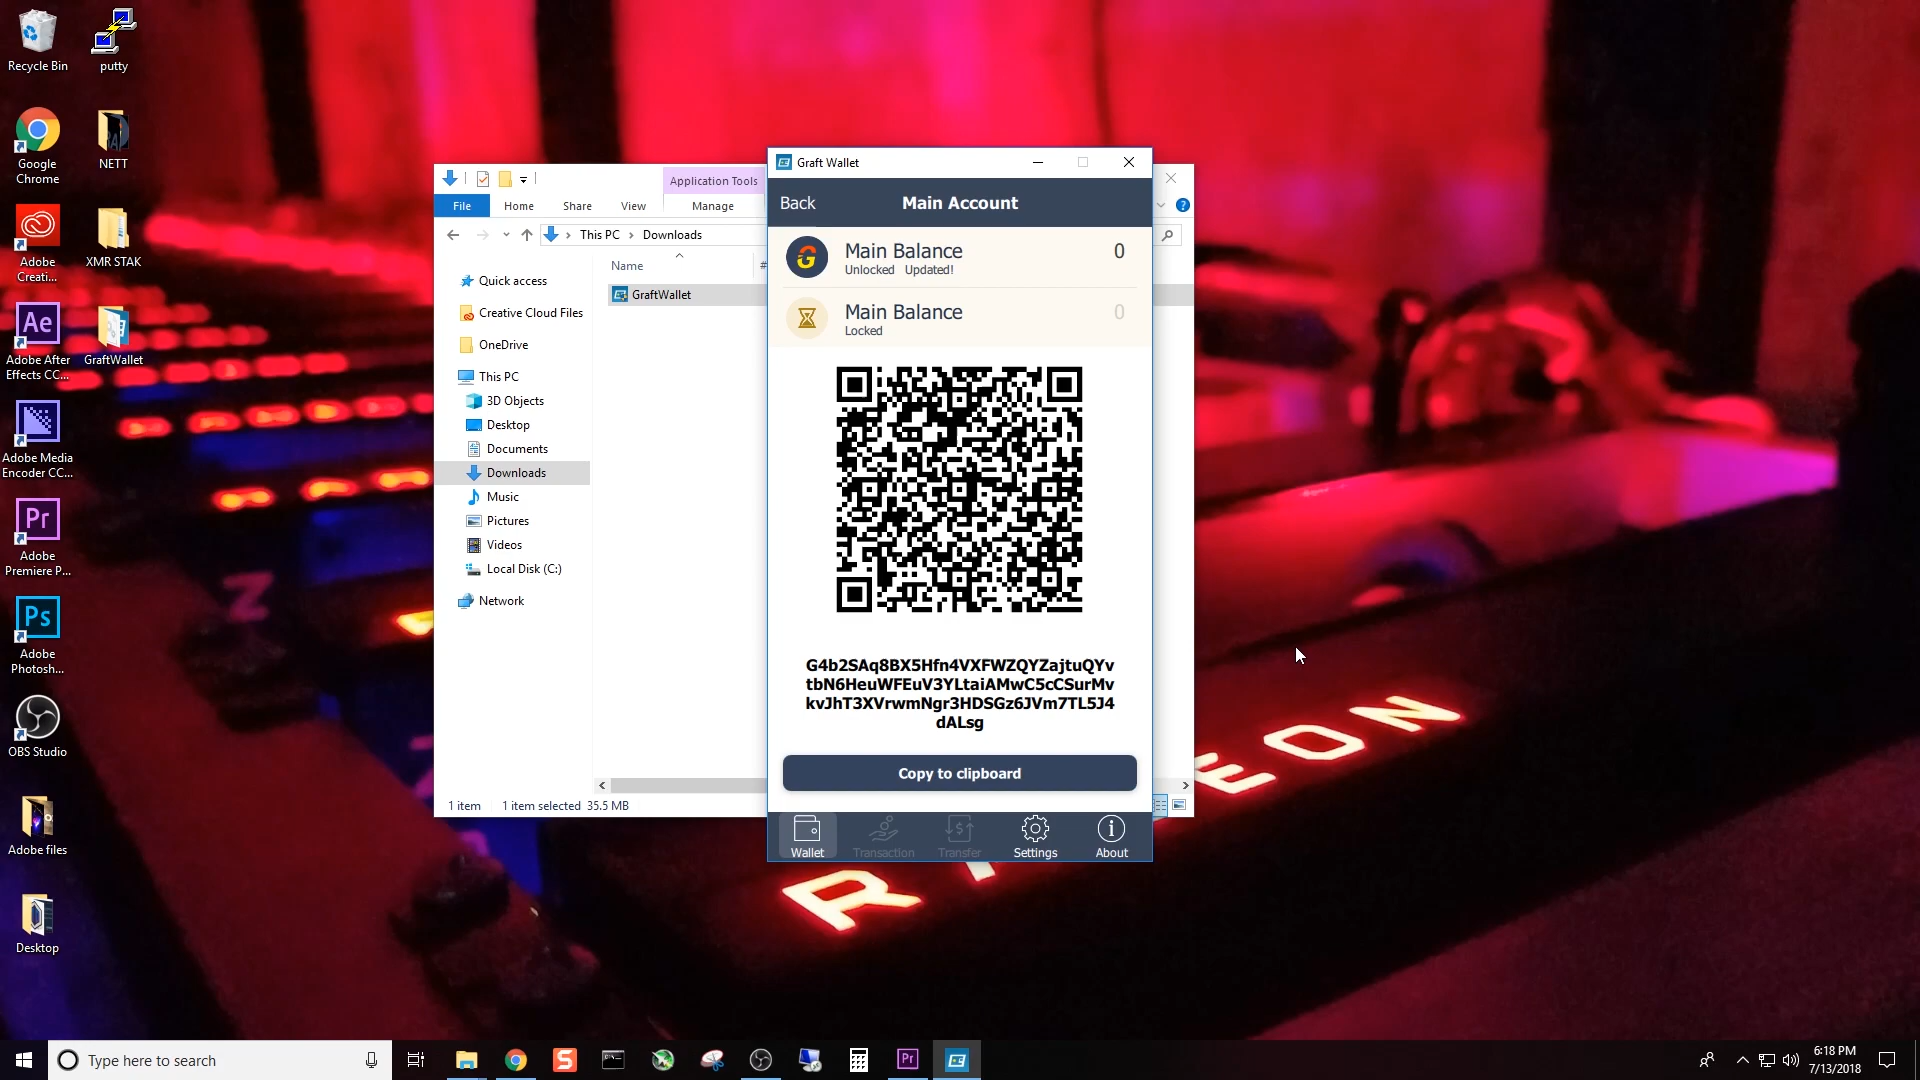 Recycle Bin
putty
Google
Chrome
NETT
Adobe
Creati...
XMR STAK
Ae
Adobe After
Effects CC...
GraftWallet
Adobe Media
Encoder CC...
Pr
Adobe
Premiere P...
Ps
Adobe
Photosh...
OBS Studio
Adobe files
Desktop
Application Tools
File
Home
Share
View
Manage
This PC
Downloads
Name
#
GraftWallet
Quick access
Creative Cloud Files
OneDrive
This PC
3D Objects
Desktop
Documents
Downloads
Music
Pictures
Videos
Local Disk (C:)
Network
1 item
1 item selected 35.5 MB
Graft Wallet
Back
Main Account
Main Balance
0
Unlocked Updated!
Main Balance
0
Locked
G4b2SAq8BX5Hfn4VXFWZQYZajtuQYv
tbN6HeuWFEuV3YLtaiAMwC5cCSurMv
kvJhT3XVrwmNgr3HDSGz6JVm7TL5J4
dALsg
Copy to clipboard
Wallet
Transaction
Transfer
Settings
About
R
EON
Type here to search
S
Pr
6:18 PM
7/13/2018